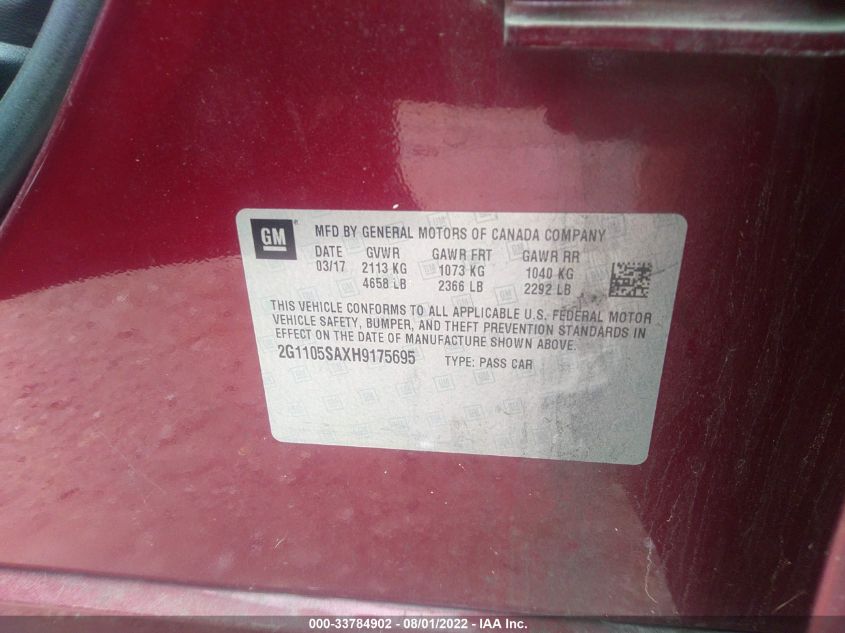 GM ® MFD BY GENERAL MOTORS OF CANADA COMPANY
DATE GVWR GAWR FRT GAWR RR
03/17 2113 KG 1073 KG 1040 KG
4658 LB 2366 LB 2292 LB
THIS VEHICLE CONFORMS TO ALL APPLICABLE U.S. FEDERAL MOTOR
VEHICLE SAFETY, BUMPER, AND THEFT PREVENTION STANDARDS IN
EFFECT ON THE DATE OF MANUFACTURE SHOWN ABOVE.
2G1105SAXH9175695 TYPE: PASS CAR
000-33784902 - 08/01/2022 - IAA Inc.